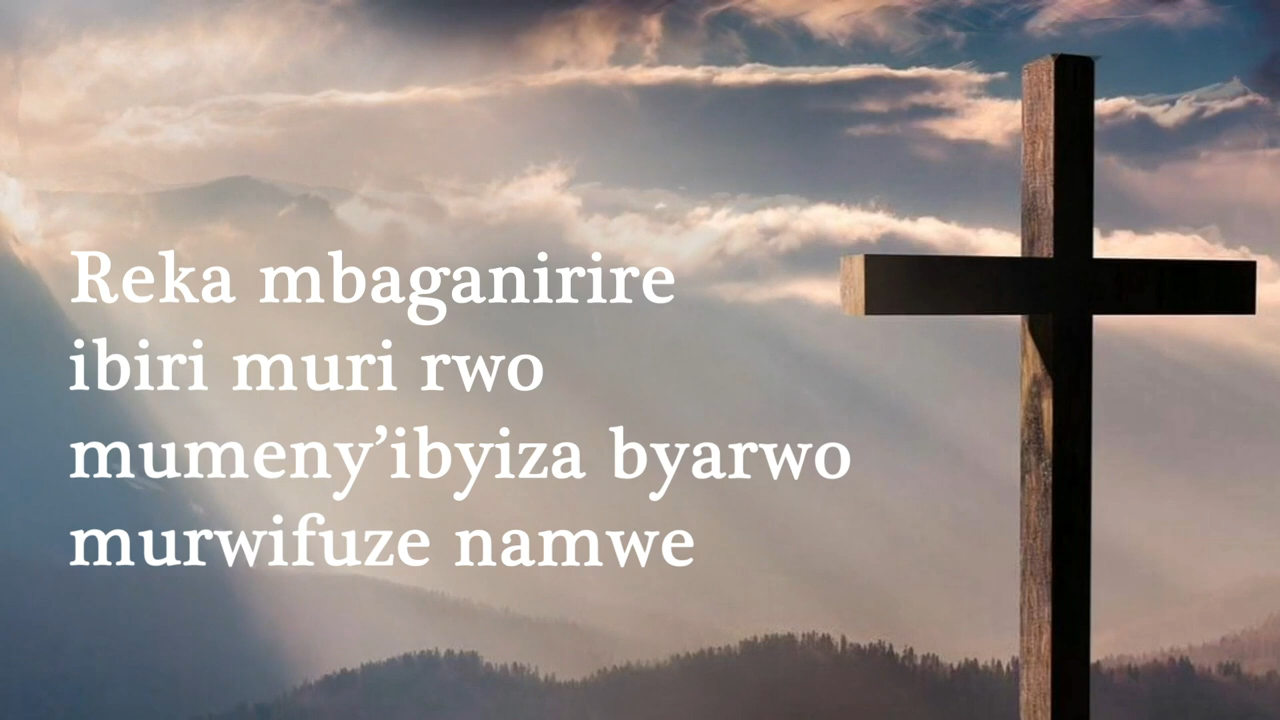 Reka mbaganirire
ibiri muri rwo
mumeny’ibyiza byarwo
murwifuze namwe